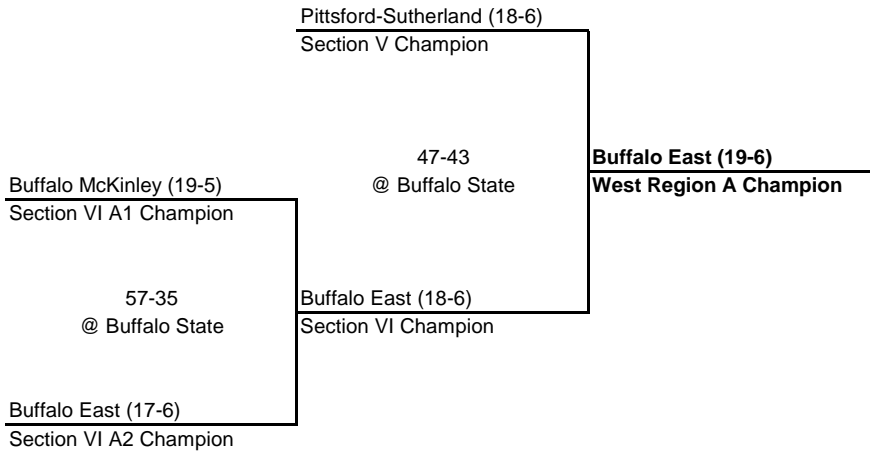 Pittsford-Sutherland (18-6)
Section V Champion
47-43
@ Buffalo State
Buffalo East (19-6)
West Region A Champion
Buffalo McKinley (19-5)
Section VI A1 Champion
57-35
@ Buffalo State
Buffalo East (18-6)
Section VI Champion
Buffalo East (17-6)
Section VI A2 Champion